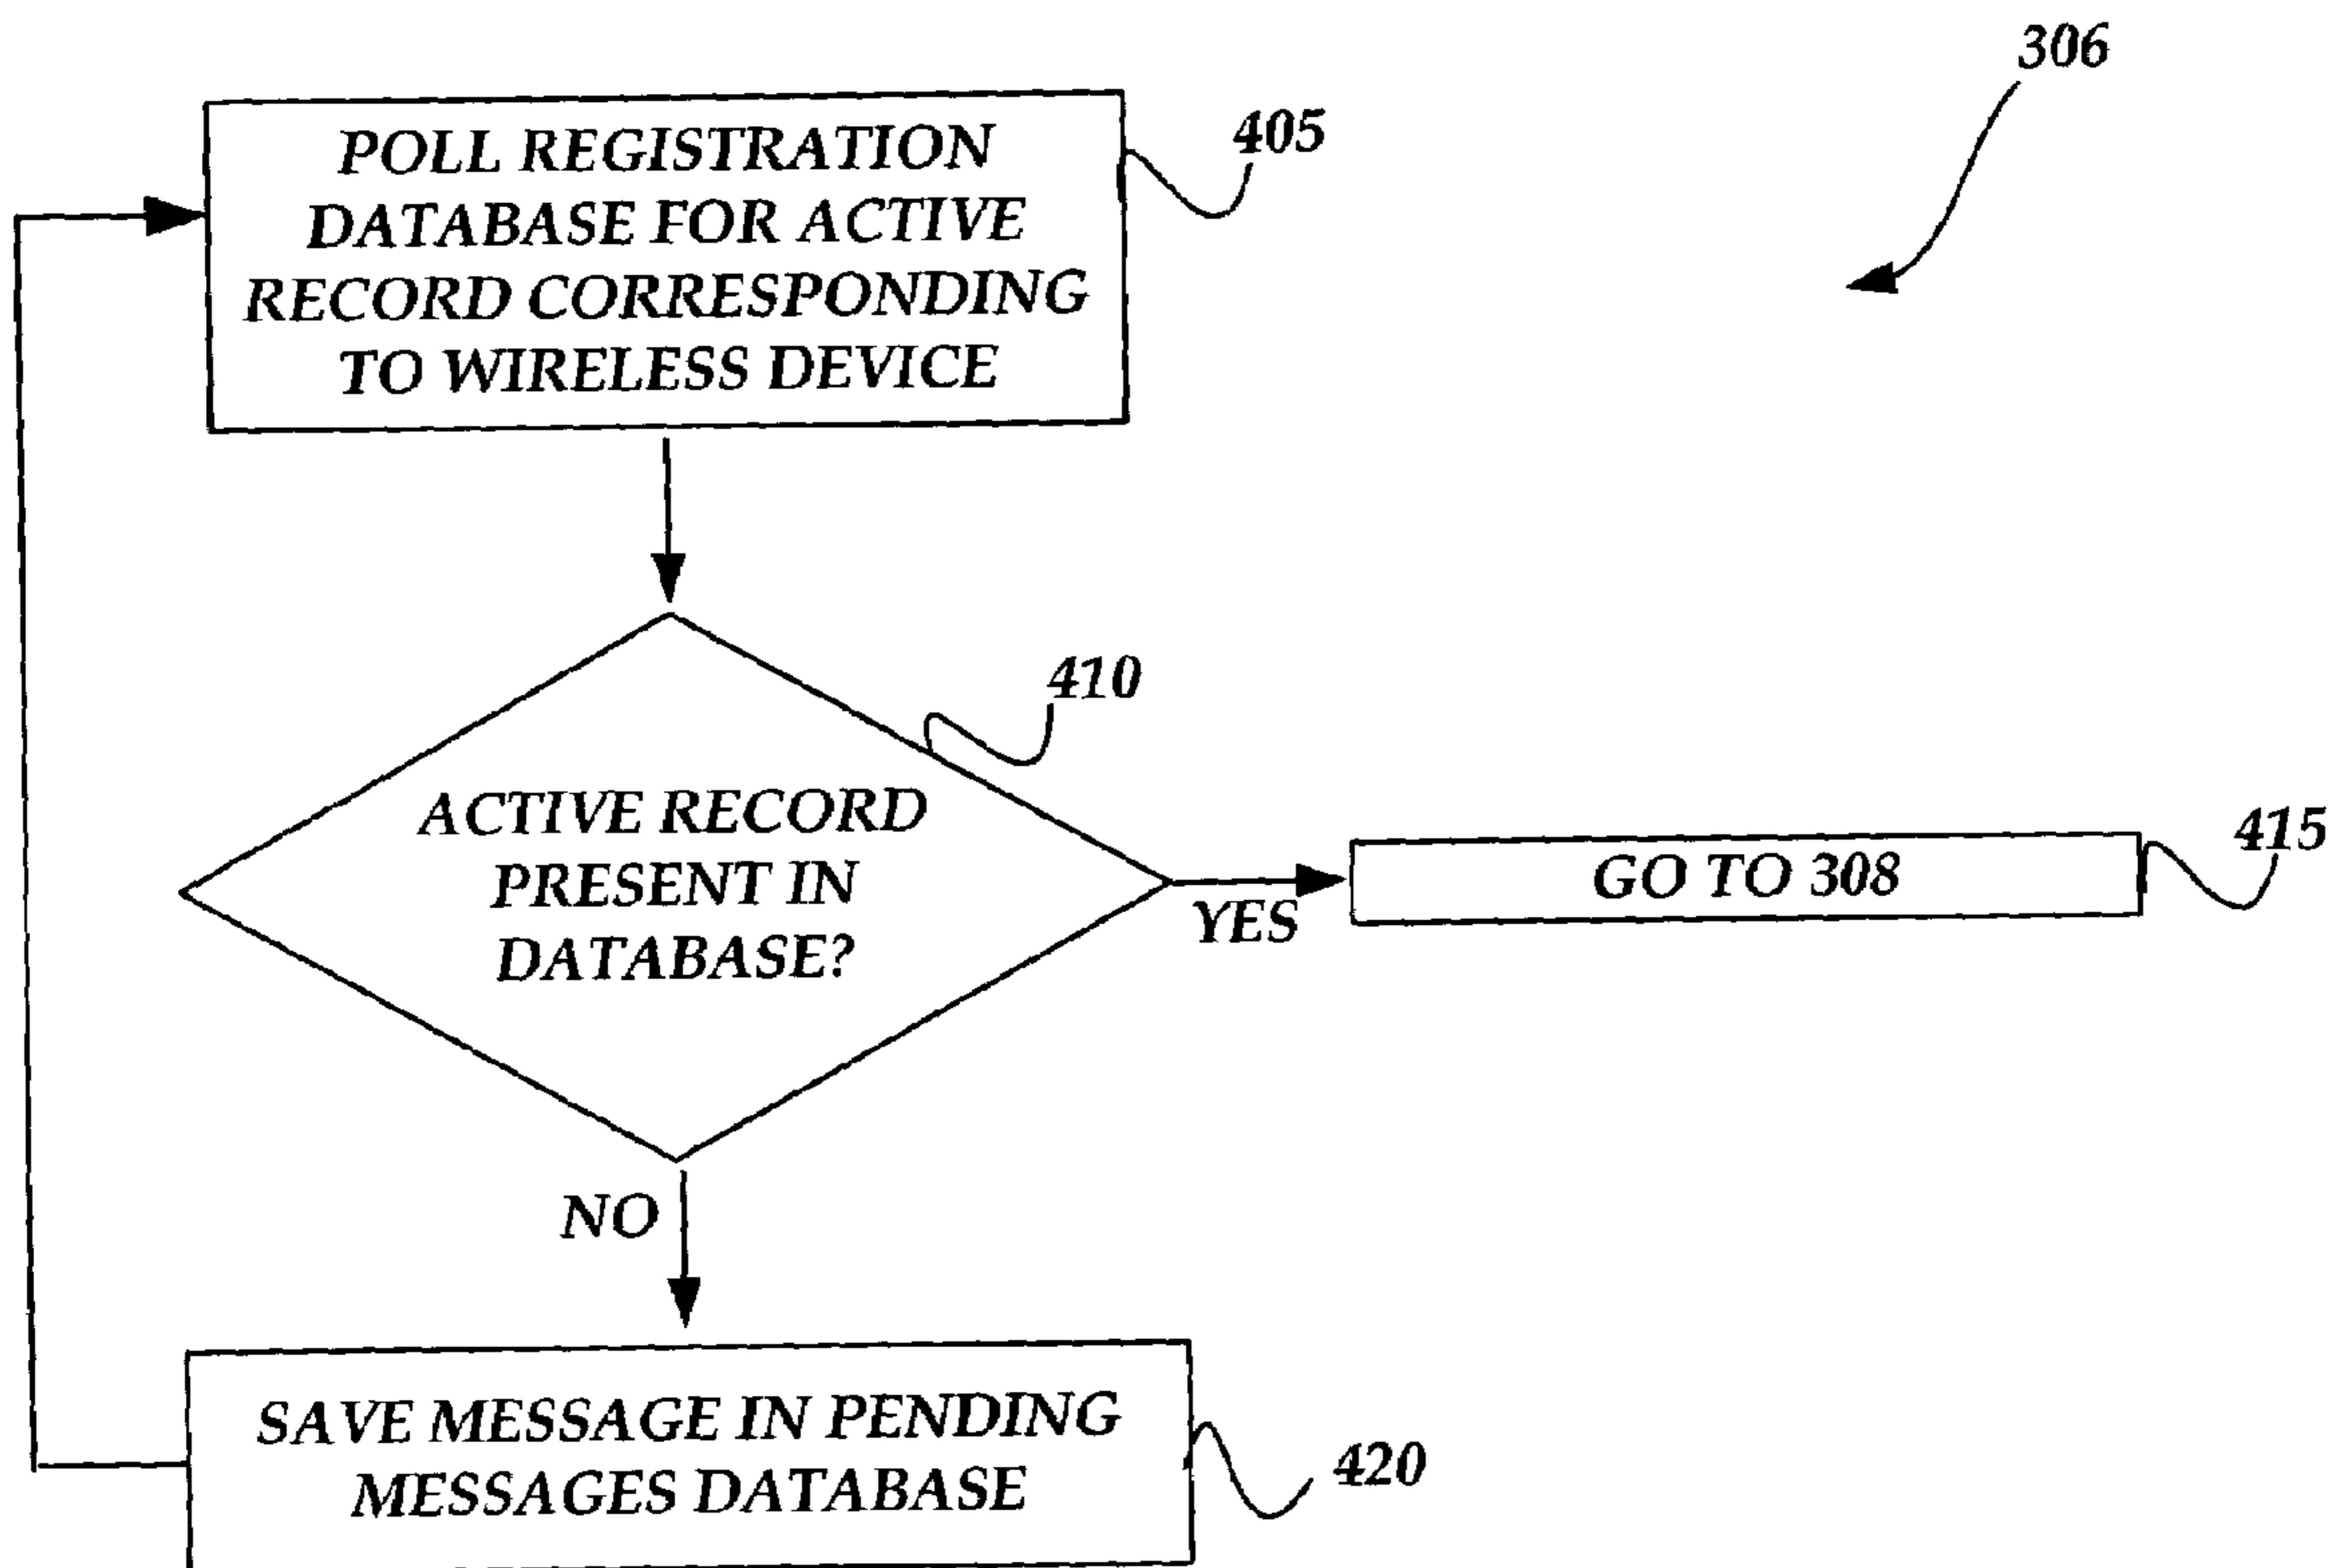 306
405
POLL REGISTRATION
DATABASE FOR ACTIVE
RECORD CORRESPONDING
TO WIRELESS DEVICE
410
ACTIVE RECORD
PRESENT IN
DATABASE?
YES
GO TO 308
415
NO
SAVE MESSAGE IN PENDING
MESSAGES DATABASE
420